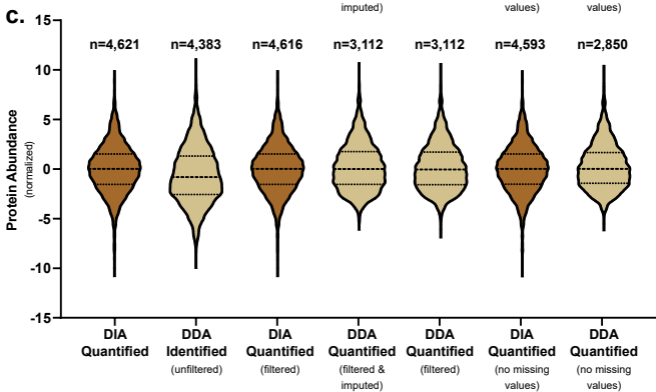 imputed) values) values)
c.
15
n=4,621 n=4,383 n=4,616 n=3,112 n=3,112 n=4,593 n=2,850
10
5
0
-5
-10
-15
Protein Abundance
(normalized)
DIA DDA DIA DDA DDA DIA DDA
Quantified Identified Quantified Quantified Quantified Quantified Quantified
(unfiltered) (filtered) (filtered & (filtered) (no missing (no missing
imputed) values) values)